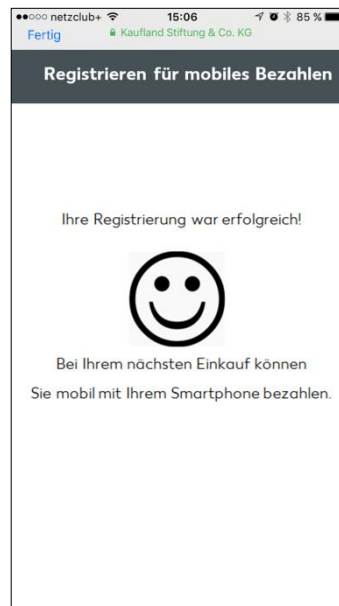 netzclub+ 15:06 85 %
Fertig Kaufland Stiftung & Co. KG
Registrieren für mobiles Bezahlen
Ihre Registrierung war erfolgreich!
Bei Ihrem nächsten Einkauf können
Sie mobil mit Ihrem Smartphone bezahlen.